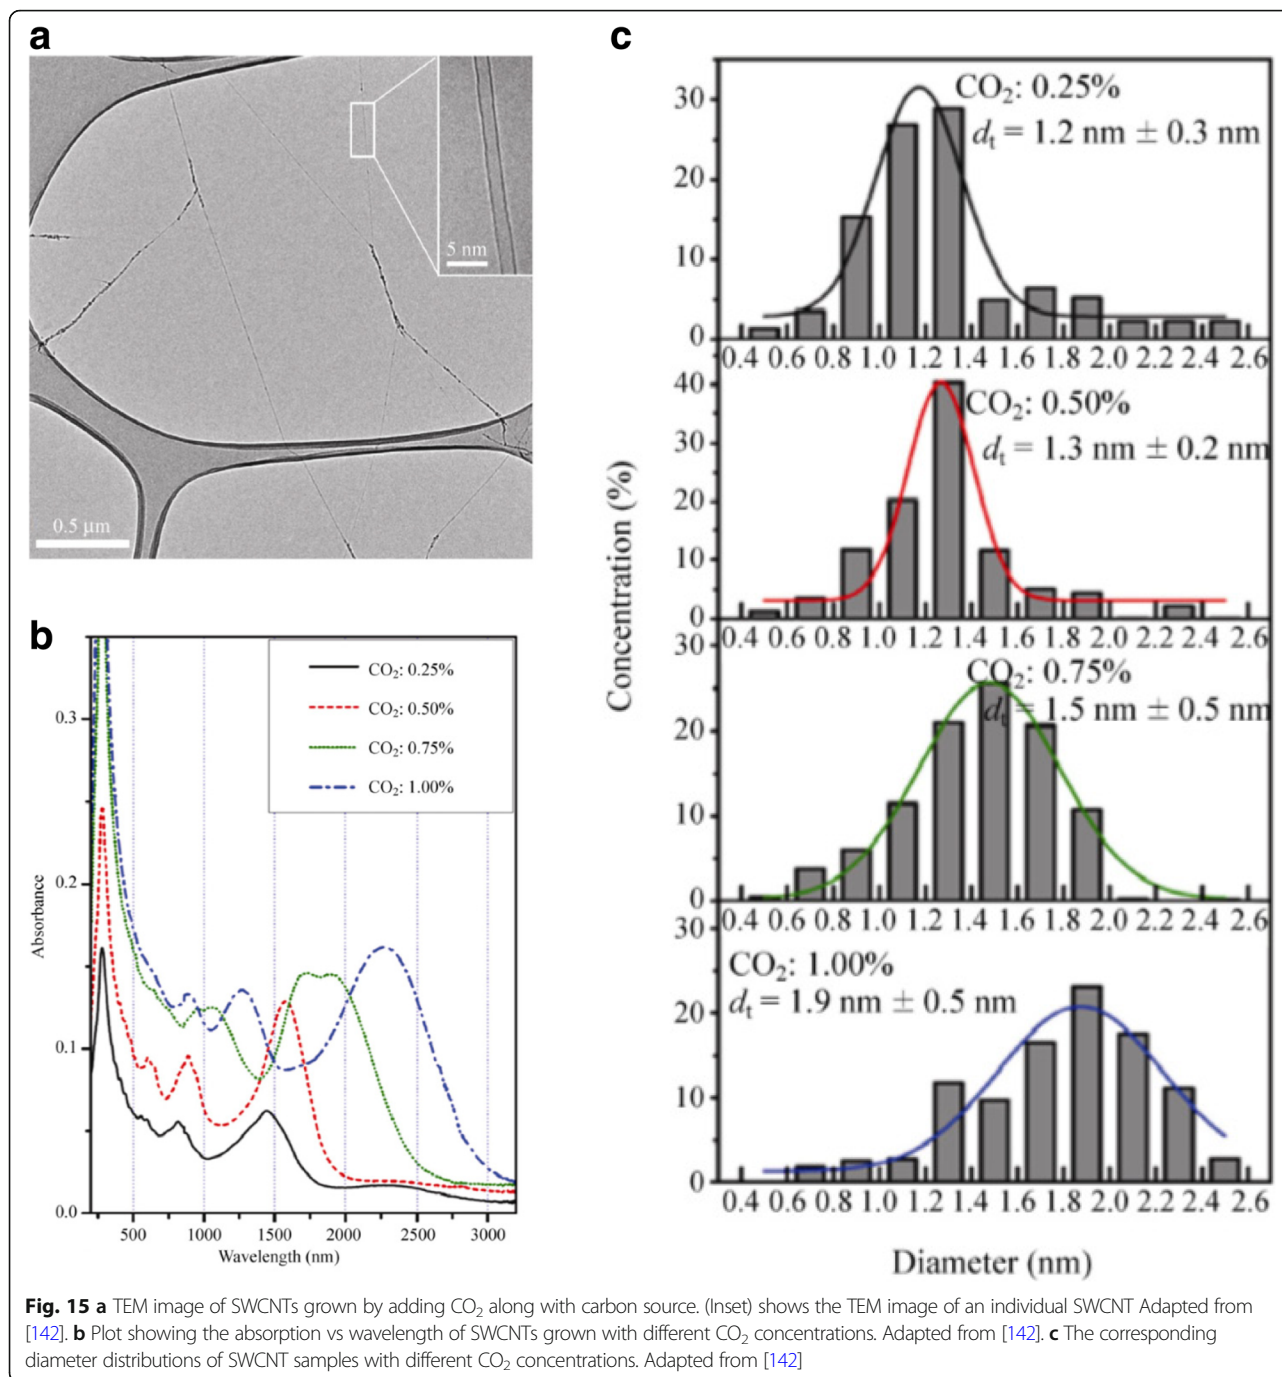 a
5 nm
0.5 μm
b
CO₂: 0.25%
CO₂: 0.50%
CO₂: 0.75%
CO₂: 1.00%
0.3
0.2
0.1
0.0
Absorbance
500 1000 1500 2000 2500 3000
Wavelength (nm)
c
Concentration (%)
CO₂: 0.25%
dₜ = 1.2 nm ± 0.3 nm
30
20
10
0
0.4 0.6 0.8 1.0 1.2 1.4 1.6 1.8 2.0 2.2 2.4 2.6
CO₂: 0.50%
dₜ = 1.3 nm ± 0.2 nm
40
30
20
10
0
0.4 0.6 0.8 1.0 1.2 1.4 1.6 1.8 2.0 2.2 2.4 2.6
CO₂: 0.75%
dₜ = 1.5 nm ± 0.5 nm
30
20
10
0
0.4 0.6 0.8 1.0 1.2 1.4 1.6 1.8 2.0 2.2 2.4 2.6
CO₂: 1.00%
dₜ = 1.9 nm ± 0.5 nm
30
20
10
0
0.4 0.6 0.8 1.0 1.2 1.4 1.6 1.8 2.0 2.2 2.4 2.6
Diameter (nm)
Fig. 15 a TEM image of SWCNTs grown by adding CO₂ along with carbon source. (Inset) shows the TEM image of an individual SWCNT Adapted from
[142]. b Plot showing the absorption vs wavelength of SWCNTs grown with different CO₂ concentrations. Adapted from [142]. c The corresponding
diameter distributions of SWCNT samples with different CO₂ concentrations. Adapted from [142]